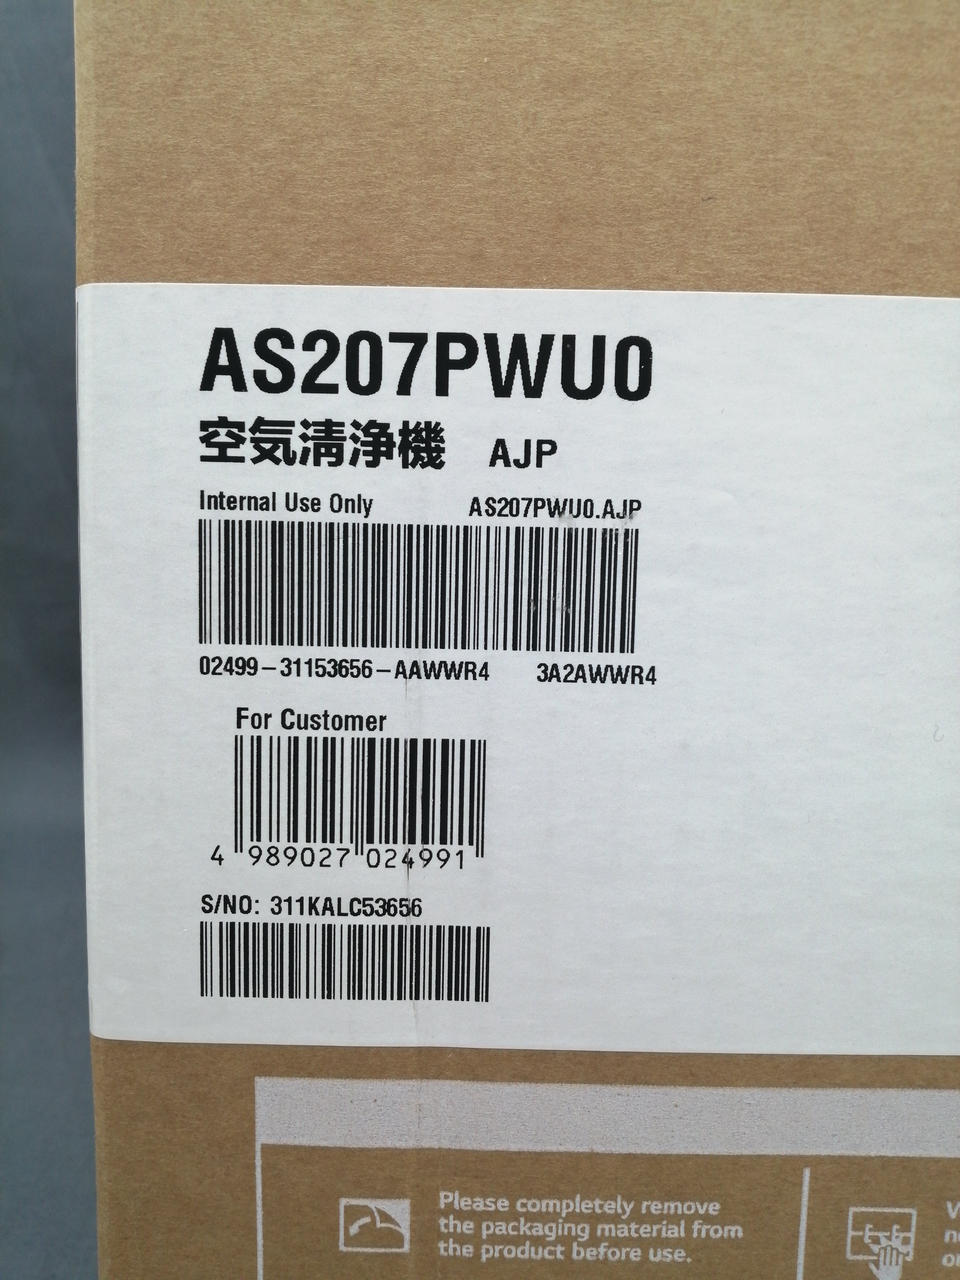 AS207PWU0
空気清浄機 AJP
Internal Use Only AS207PWU0.AJP
02499-31153656-AAWWR4 3A2AWWR4
For Customer
4 989027 024991
S/NO: 311KALC53656
Please completely remove
the packaging material from
the product before use.